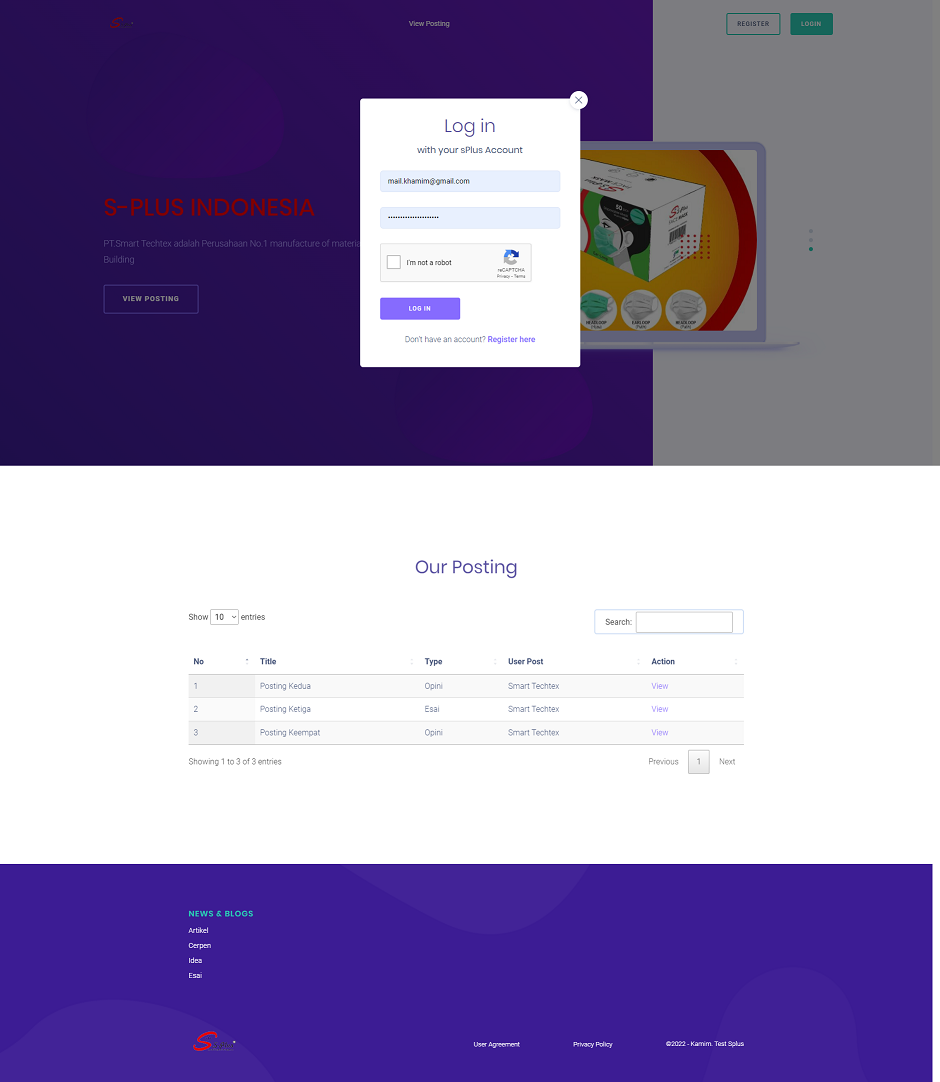 View Posting
REGISTER
LOGIN
Log in
with your sPlus Account
mail.khamim@gmail.com
I'm not a robot
reCAPTCHA
Privacy - Terms
LOG IN
Don't have an account? Register here
S-PLUS INDONESIA
PT.Smart Techtex adalah Perusahaan No.1 manufacture of
Building
VIEW POSTING
HEADLOOP
EARLOOP
HEADLOOP
Our Posting
Show 10 entries
Search:
No Title Type User Post Action
1 Posting Kedua Opini Smart Techtex View
2 Posting Ketiga Esai Smart Techtex View
3 Posting Keempat Opini Smart Techtex View
Showing 1 to 3 of 3 entries
Previous 1 Next
NEWS & BLOGS
Artikel
Cerpen
Idea
Esai
User Agreement
Privacy Policy
©2022 - Kamim. Test Splus